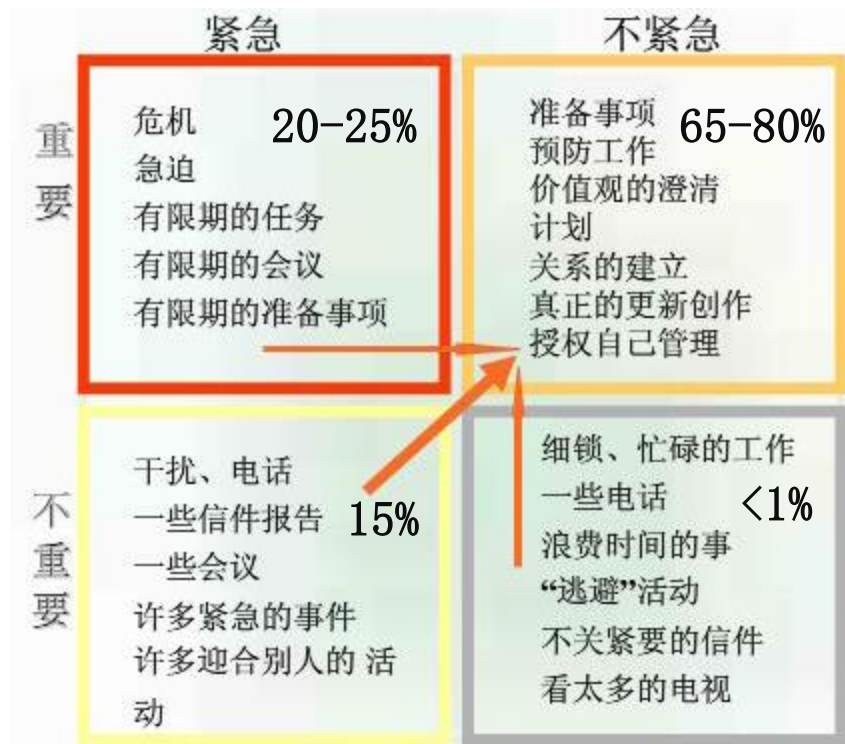 紧急
不紧急
重要
危机
20-25%
急迫
有限期的任务
有限期的会议
有限期的准备事项
准备事项
65-80%
预防工作
价值观的澄清
计划
关系的建立
真正的更新创作
授权自己管理
不重要
干扰、电话
一些信件报告
15%
一些会议
许多紧急的事件
许多迎合别人的 活
动
细锁、忙碌的工作
一些电话
<1%
浪费时间的事
“逃避”活动
不关紧要的信件
看太多的电视